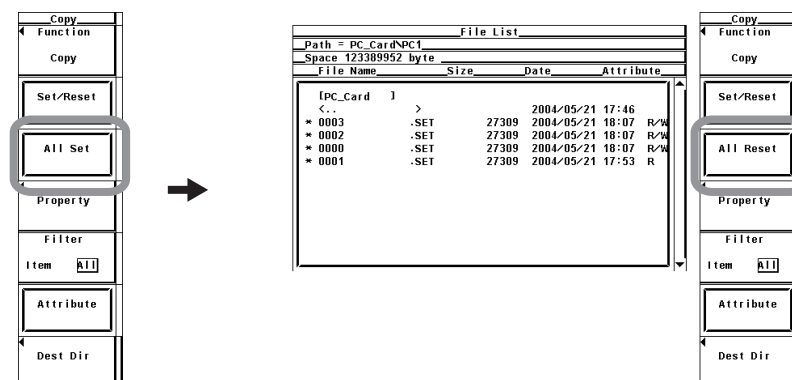 Copy
Function
Copy
Set/Reset
All Set
Property
Filter
Item All
Attribute
Dest Dir
File List
Path = PC_Card\PC1
Space 123389952 byte
File Name Size Date Attribute
[PC_Card ]
<.. > 2004/05/21 17:46
* 0003 .SET 27309 2004/05/21 18:07 R/W
* 0002 .SET 27309 2004/05/21 18:07 R/W
* 0000 .SET 27309 2004/05/21 18:07 R/W
* 0001 .SET 27309 2004/05/21 17:53 R
Copy
Function
Copy
Set/Reset
All Reset
Property
Filter
Item All
Attribute
Dest Dir